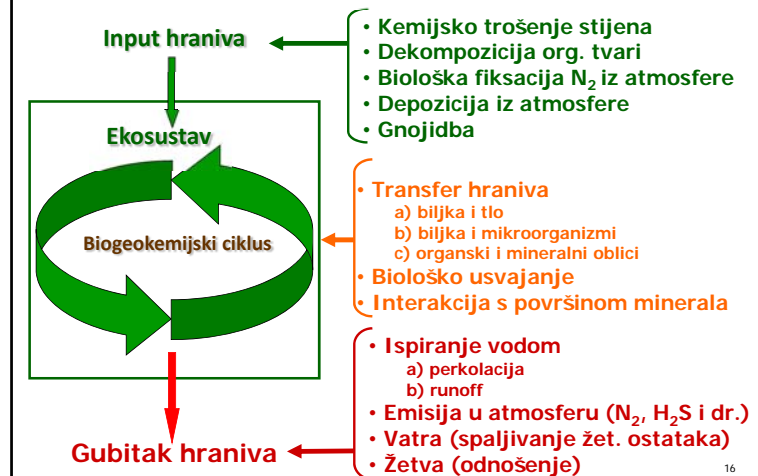 Input hraniva
• Kemijsko trošenje stijena
• Dekompozicija org. tvari
• Biološka fiksacija N₂ iz atmosfere
• Depozicija iz atmosfere
• Gnojidba
Ekosustav
Biogeokemijski ciklus
• Transfer hraniva
a) biljka i tlo
b) biljka i mikroorganizmi
c) organski i mineralni oblici
• Biološko usvajanje
• Interakcija s površinom minerala
• Ispiranje vodom
a) perkolacija
b) runoff
• Emisija u atmosferu (N₂, H₂S i dr.)
• Vatra (spaljivanje žet. ostataka)
• Žetva (odnošenje)
Gubitak hraniva
16